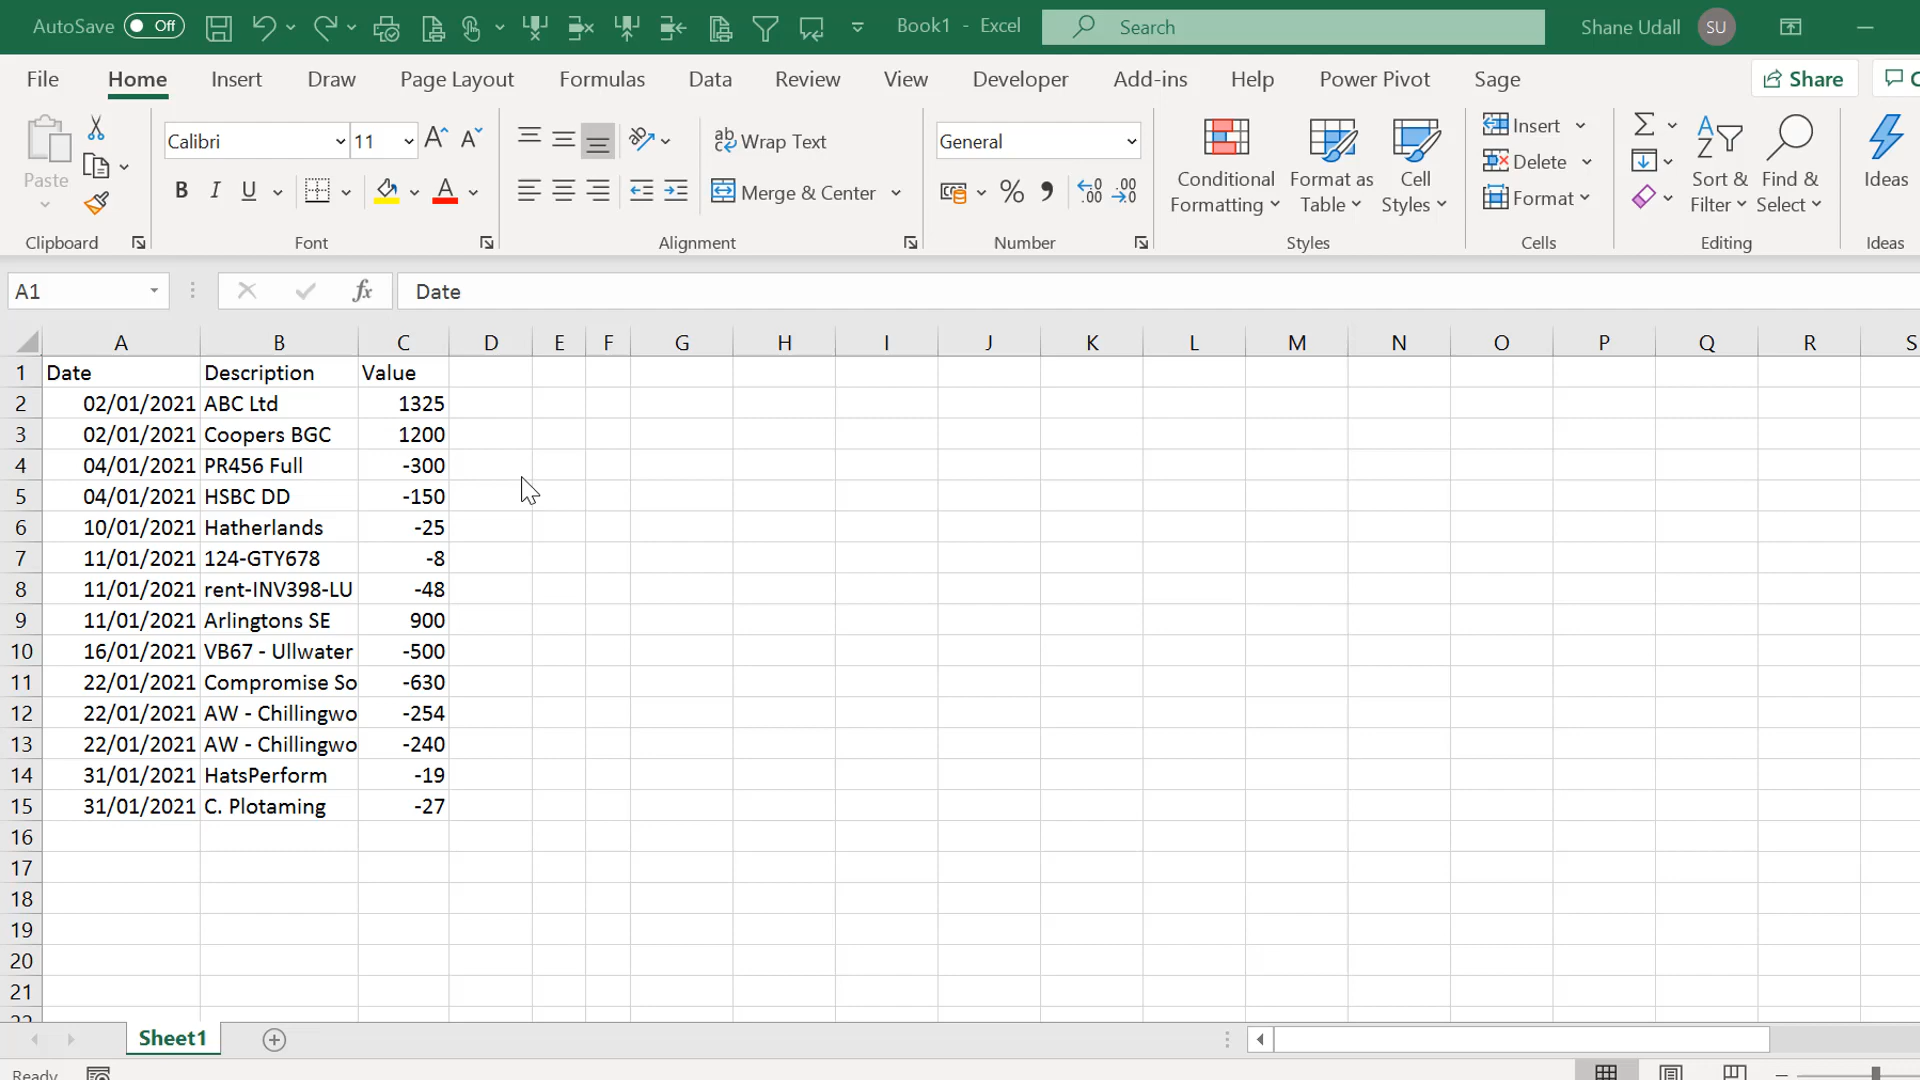 AutoSave Off Book1 - Excel Search Shane Udall SU
File Home Insert Draw Page Layout Formulas Data Review View Developer Add-ins Help Power Pivot Sage Share
Paste
Clipboard
Calibri 11
B I U A
Font
ab Wrap Text
Merge & Center
Alignment
General
Number
Conditional Formatting
Format as Table
Cell Styles
Styles
Insert
Delete
Format
Cells
Sort & Filter
Find & Select
Editing
Ideas
Ideas
A1 fx Date
A B C D E F G H I J K L M N O P Q R S
1 Date Description Value
2 02/01/2021 ABC Ltd 1325
3 02/01/2021 Coopers BGC 1200
4 04/01/2021 PR456 Full -300
5 04/01/2021 HSBC DD -150
6 10/01/2021 Hatherlands -25
7 11/01/2021 124-GTY678 -8
8 11/01/2021 rent-INV398-LU -48
9 11/01/2021 Arlingtons SE 900
10 16/01/2021 VB67 - Ullwater -500
11 22/01/2021 Compromise So -630
12 22/01/2021 AW - Chillingwo -254
13 22/01/2021 AW - Chillingwo -240
14 31/01/2021 HatsPerform -19
15 31/01/2021 C. Plotaming -27
16
17
18
19
20
21
Sheet1
Ready